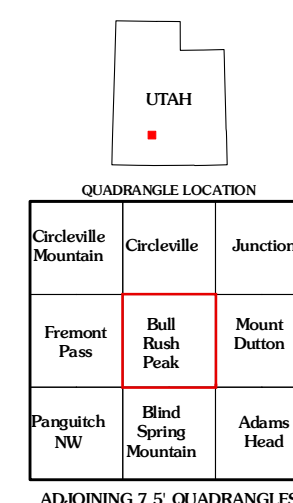 UTAH
QUADRANGLE LOCATION
Circleville
Mountain
Circleville
Junction
Fremont
Pass
Bull
Rush
Peak
Mount
Dutton
Panguitch
NW
Blind
Spring
Mountain
Adams
Head
ADJOINING 7.5' QUADRANGLES